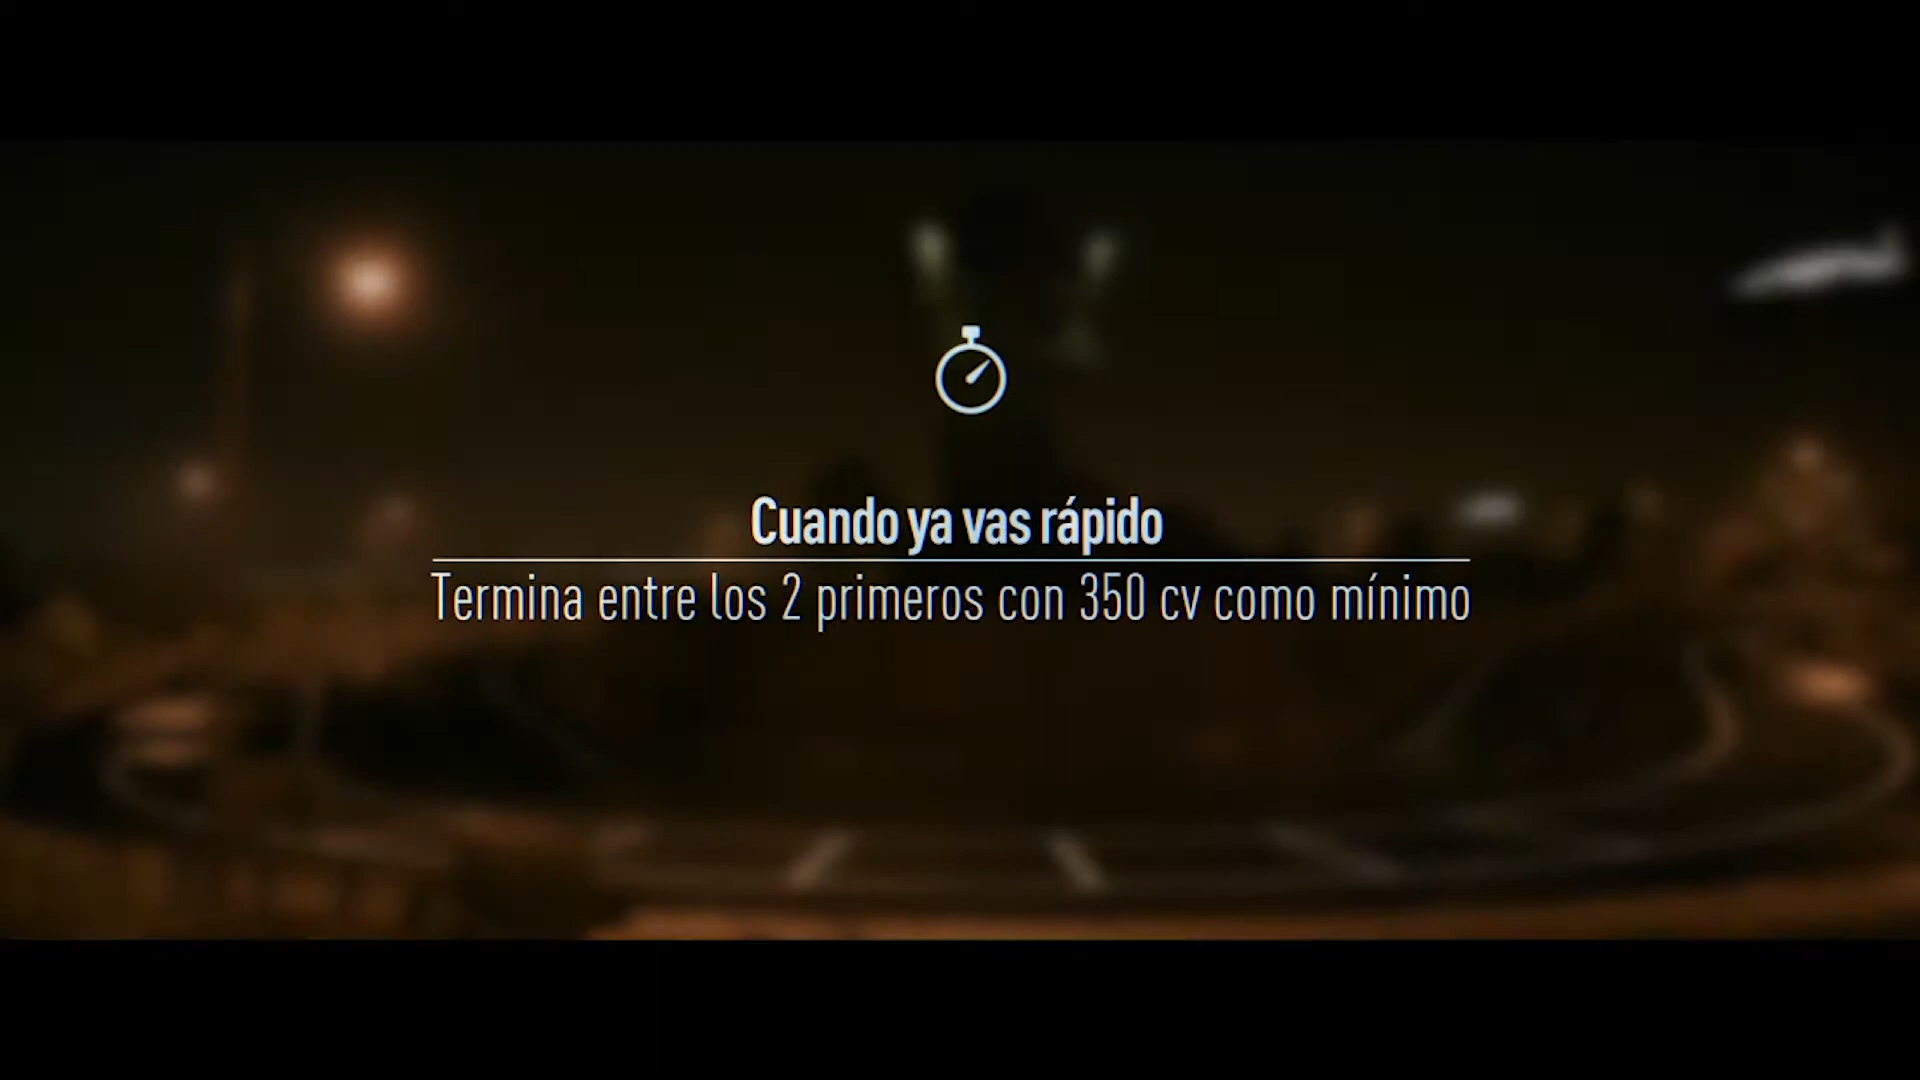 Cuando ya vas rápido
Termina entre los 2 primeros con 350 cv como mínimo